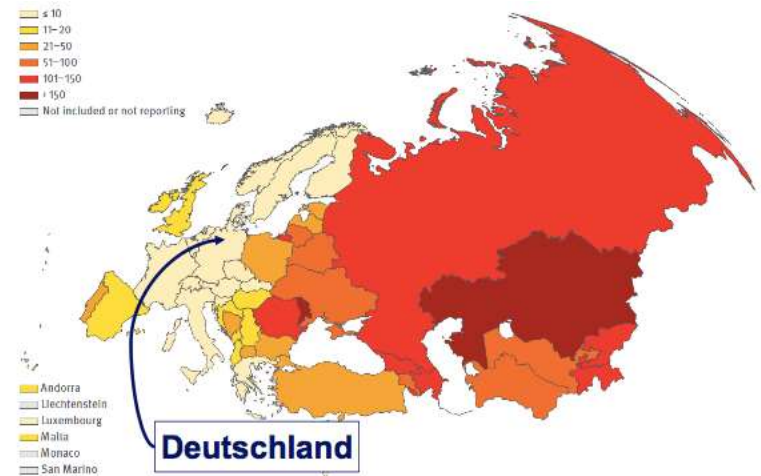 ≤ 10
11–20
21–50
51–100
101–150
>150
Not included or not reporting
Andorra
Liechtenstein
Luxembourg
Malta
Monaco
San Marino
Deutschland